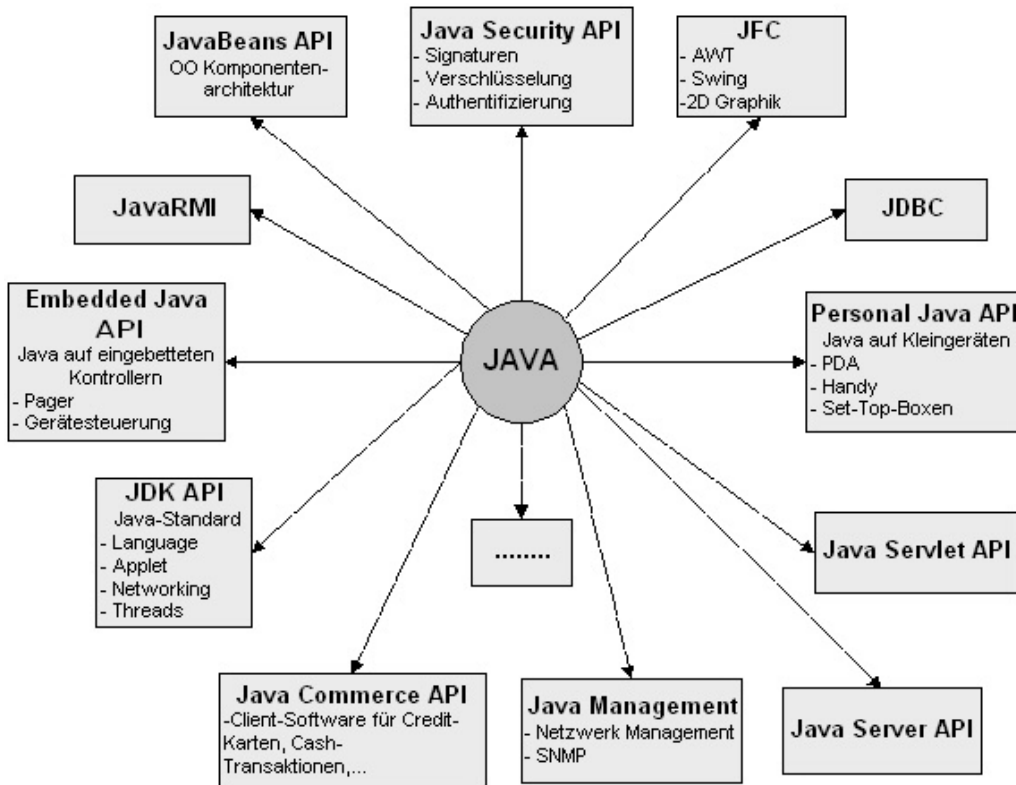 JavaBeans API
OO Komponenten-
architektur
Java Security API
- Signaturen
- Verschlüsselung
- Authentifizierung
JFC
- AWT
- Swing
-2D Graphik
JavaRMI
JDBC
Embedded Java
API
Java auf eingebetteten
Kontrollern
- Pager
- Gerätesteuerung
JAVA
Personal Java API
Java auf Kleingeräten
- PDA
- Handy
- Set-Top-Boxen
JDK API
Java-Standard
- Language
- Applet
- Networking
- Threads
........
Java Servlet API
Java Commerce API
-Client-Software für Credit-
Karten, Cash-
Transaktionen,...
Java Management
- Netzwerk Management
- SNMP
Java Server API